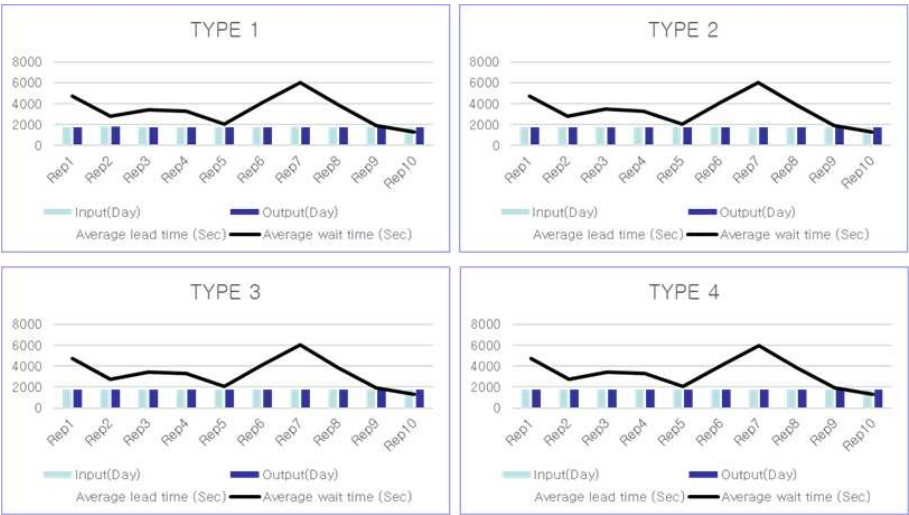 TYPE 1
8000
6000
4000
2000
0
Rep1 Rep2 Rep3 Rep4 Rep5 Rep6 Rep7 Rep8 Rep9 Rep10
Input(Day) Output(Day)
Average lead time (Sec) Average wait time (Sec)
TYPE 2
8000
6000
4000
2000
0
Rep1 Rep2 Rep3 Rep4 Rep5 Rep6 Rep7 Rep8 Rep9 Rep10
Input(Day) Output(Day)
Average lead time (Sec) Average wait time (Sec)
TYPE 3
8000
6000
4000
2000
0
Rep1 Rep2 Rep3 Rep4 Rep5 Rep6 Rep7 Rep8 Rep9 Rep10
Input(Day) Output(Day)
Average lead time (Sec) Average wait time (Sec)
TYPE 4
8000
6000
4000
2000
0
Rep1 Rep2 Rep3 Rep4 Rep5 Rep6 Rep7 Rep8 Rep9 Rep10
Input(Day) Output(Day)
Average lead time (Sec) Average wait time (Sec)